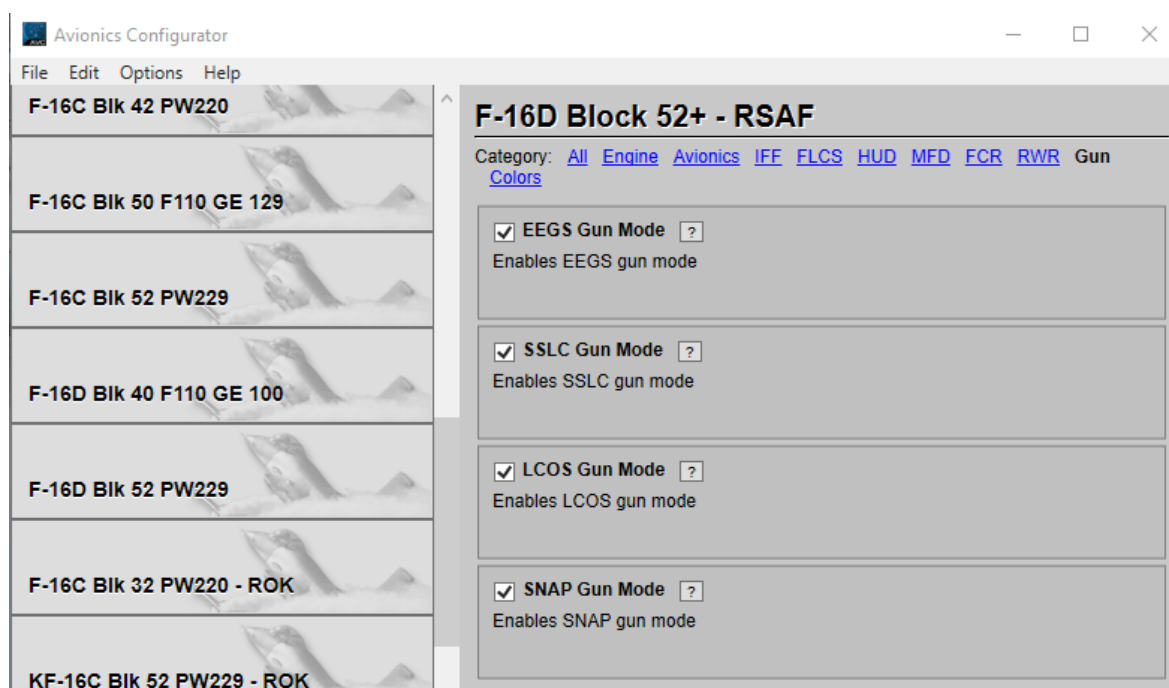 Avionics Configurator
File Edit Options Help
F-16C Blk 42 PW220
F-16C Blk 50 F110 GE 129
F-16C Blk 52 PW229
F-16D Blk 40 F110 GE 100
F-16D Blk 52 PW229
F-16C Blk 32 PW220 - ROK
KF-16C Blk 52 PW229 - ROK
F-16D Block 52+ - RSAF
Category: All Engine Avionics IFF FLCS HUD MFD FCR RWR Gun
Colors
EEGS Gun Mode ?
Enables EEGS gun mode
SSLC Gun Mode ?
Enables SSLC gun mode
LCOS Gun Mode ?
Enables LCOS gun mode
SNAP Gun Mode ?
Enables SNAP gun mode